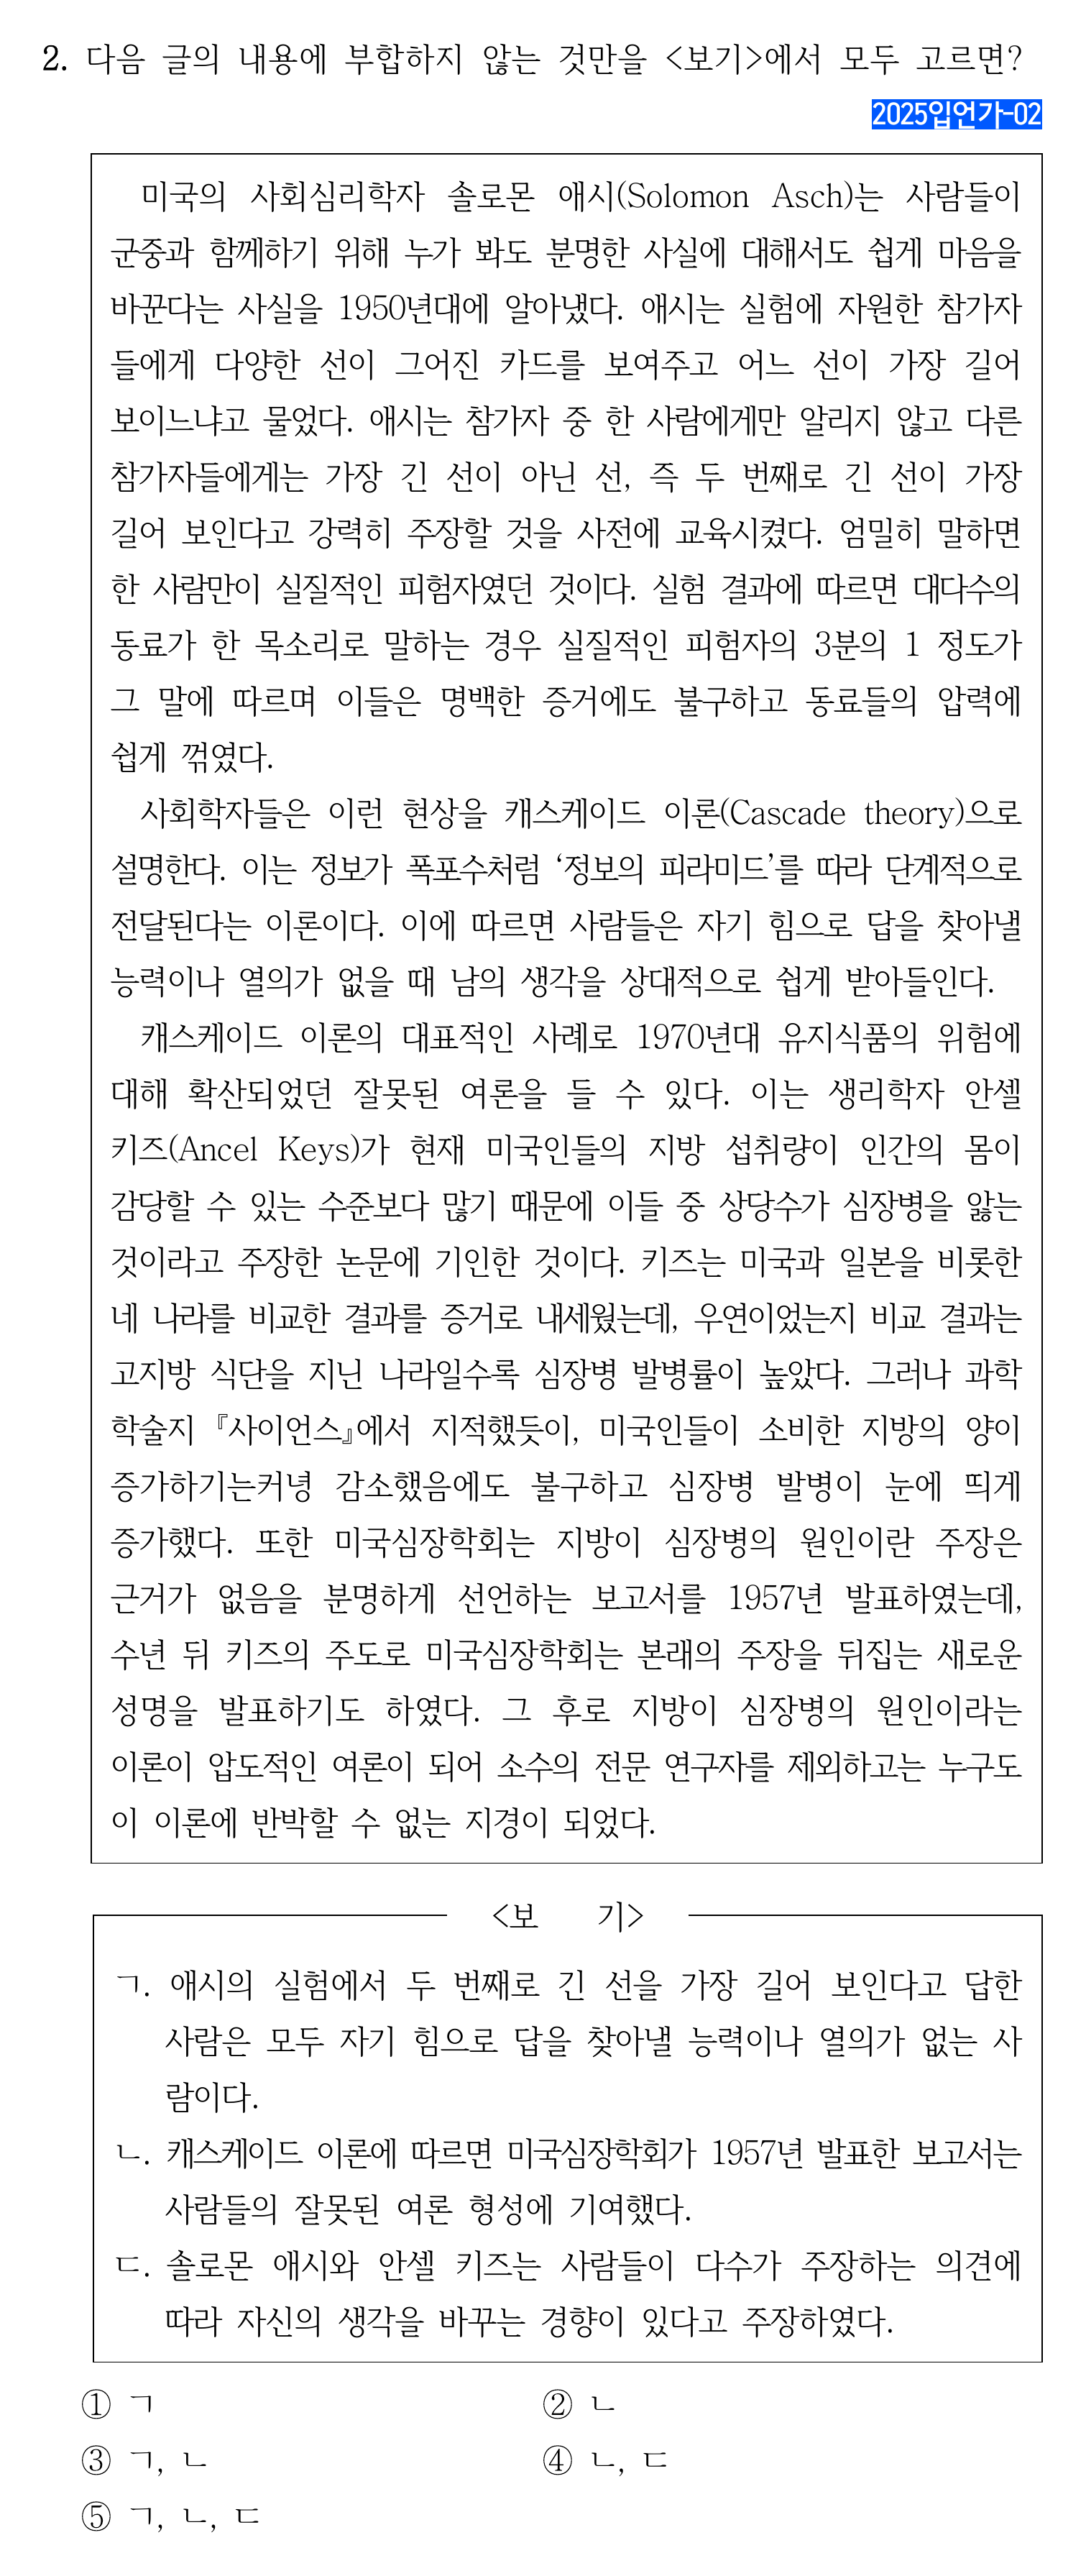 2. 다음 글의 내용에 부합하지 않는 것만을 <보기>에서 모두 고르면?
2025입언가-02
미국의 사회심리학자 솔로몬 애시(Solomon Asch)는 사람들이
군중과 함께하기 위해 누가 봐도 분명한 사실에 대해서도 쉽게 마음을
바꾼다는 사실을 1950년대에 알아냈다. 애시는 실험에 자원한 참가자
들에게 다양한 선이 그어진 카드를 보여주고 어느 선이 가장 길어
보이느냐고 물었다. 애시는 참가자 중 한 사람에게만 알리지 않고 다른
참가자들에게는 가장 긴 선이 아닌 선, 즉 두 번째로 긴 선이 가장
길어 보인다고 강력히 주장할 것을 사전에 교육시켰다. 엄밀히 말하면
한 사람만이 실질적인 피험자였던 것이다. 실험 결과에 따르면 대다수의
동료가 한 목소리로 말하는 경우 실질적인 피험자의 3분의 1 정도가
그 말에 따르며 이들은 명백한 증거에도 불구하고 동료들의 압력에
쉽게 꺾였다.
사회학자들은 이런 현상을 캐스케이드 이론(Cascade theory)으로
설명한다. 이는 정보가 폭포수처럼 ‘정보의 피라미드’를 따라 단계적으로
전달된다는 이론이다. 이에 따르면 사람들은 자기 힘으로 답을 찾아낼
능력이나 열의가 없을 때 남의 생각을 상대적으로 쉽게 받아들인다.
캐스케이드 이론의 대표적인 사례로 1970년대 유지식품의 위험에
대해 확산되었던 잘못된 여론을 들 수 있다. 이는 생리학자 안셀
키즈(Ancel Keys)가 현재 미국인들의 지방 섭취량이 인간의 몸이
감당할 수 있는 수준보다 많기 때문에 이들 중 상당수가 심장병을 앓는
것이라고 주장한 논문에 기인한 것이다. 키즈는 미국과 일본을 비롯한
네 나라를 비교한 결과를 증거로 내세웠는데, 우연이었는지 비교 결과는
고지방 식단을 지닌 나라일수록 심장병 발병률이 높았다. 그러나 과학
학술지 『사이언스』에서 지적했듯이, 미국인들이 소비한 지방의 양이
증가하기는커녕 감소했음에도 불구하고 심장병 발병이 눈에 띄게
증가했다. 또한 미국심장학회는 지방이 심장병의 원인이란 주장은
근거가 없음을 분명하게 선언하는 보고서를 1957년 발표하였는데,
수년 뒤 키즈의 주도로 미국심장학회는 본래의 주장을 뒤집는 새로운
성명을 발표하기도 하였다. 그 후로 지방이 심장병의 원인이라는
이론이 압도적인 여론이 되어 소수의 전문 연구자를 제외하고는 누구도
이 이론에 반박할 수 없는 지경이 되었다.
<보 기>
ㄱ. 애시의 실험에서 두 번째로 긴 선을 가장 길어 보인다고 답한
사람은 모두 자기 힘으로 답을 찾아낼 능력이나 열의가 없는 사
람이다.
ㄴ. 캐스케이드 이론에 따르면 미국심장학회가 1957년 발표한 보고서는
사람들의 잘못된 여론 형성에 기여했다.
ㄷ. 솔로몬 애시와 안셀 키즈는 사람들이 다수가 주장하는 의견에
따라 자신의 생각을 바꾸는 경향이 있다고 주장하였다.
① ㄱ ② ㄴ
③ ㄱ, ㄴ ④ ㄴ, ㄷ
⑤ ㄱ, ㄴ, ㄷ